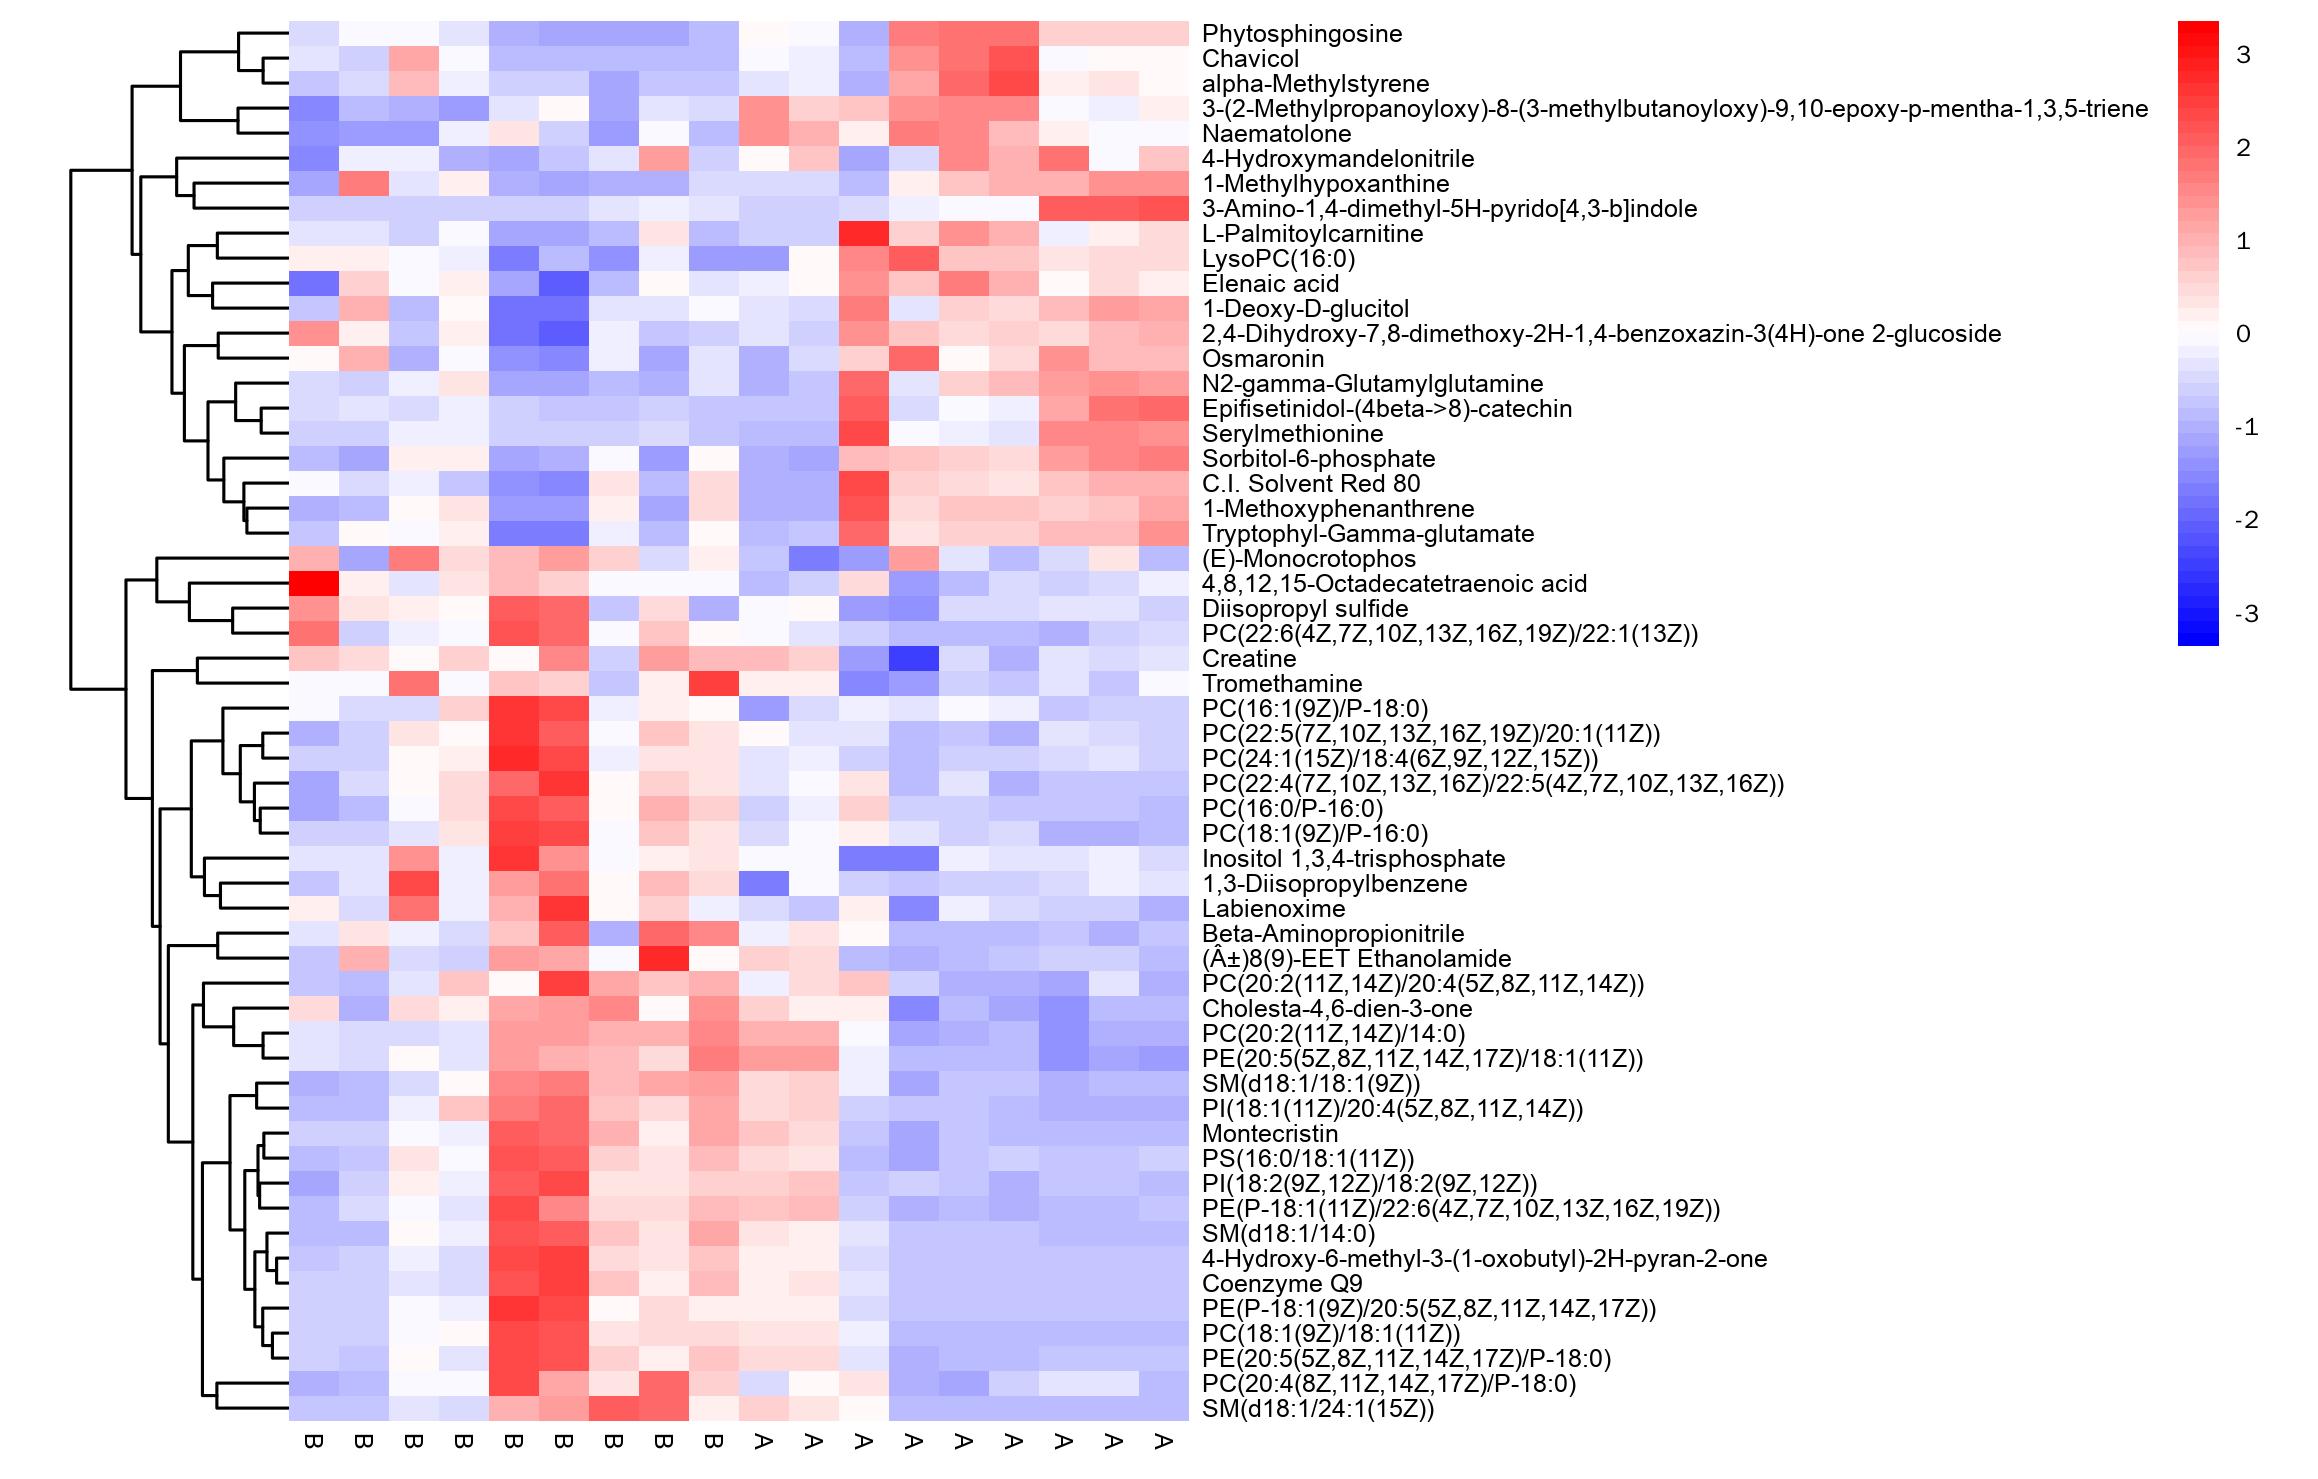 Phytosphingosine
Chavicol
alpha-Methylstyrene
3-(2-Methylpropanoyloxy)-8-(3-methylbutanoyloxy)-9,10-epoxy-p-mentha-1,3,5-triene
Naematolone
4-Hydroxymandelonitrile
1-Methylhypoxanthine
3-Amino-1,4-dimethyl-5H-pyrido[4,3-b]indole
L-Palmitoylcarnitine
LysoPC(16:0)
Elenaic acid
1-Deoxy-D-glucitol
2,4-Dihydroxy-7,8-dimethoxy-2H-1,4-benzoxazin-3(4H)-one 2-glucoside
Osmaronin
N2-gamma-Glutamylglutamine
Epifisetinidol-(4beta->8)-catechin
Serylmethionine
Sorbitol-6-phosphate
C.I. Solvent Red 80
1-Methoxyphenanthrene
Tryptophyl-Gamma-glutamate
(E)-Monocrotophos
4,8,12,15-Octadecatetraenoic acid
Diisopropyl sulfide
PC(22:6(4Z,7Z,10Z,13Z,16Z,19Z)/22:1(13Z))
Creatine
Tromethamine
PC(16:1(9Z)/P-18:0)
PC(22:5(7Z,10Z,13Z,16Z,19Z)/20:1(11Z))
PC(24:1(15Z)/18:4(6Z,9Z,12Z,15Z))
PC(22:4(7Z,10Z,13Z,16Z)/22:5(4Z,7Z,10Z,13Z,16Z))
PC(16:0/P-16:0)
PC(18:1(9Z)/P-16:0)
Inositol 1,3,4-trisphosphate
1,3-Diisopropylbenzene
Labienoxime
Beta-Aminopropionitrile
(Â±)8(9)-EET Ethanolamide
PC(20:2(11Z,14Z)/20:4(5Z,8Z,11Z,14Z))
Cholesta-4,6-dien-3-one
PC(20:2(11Z,14Z)/14:0)
PE(20:5(5Z,8Z,11Z,14Z,17Z)/18:1(11Z))
SM(d18:1/18:1(9Z))
PI(18:1(11Z)/20:4(5Z,8Z,11Z,14Z))
Montecristin
PS(16:0/18:1(11Z))
PI(18:2(9Z,12Z)/18:2(9Z,12Z))
PE(P-18:1(11Z)/22:6(4Z,7Z,10Z,13Z,16Z,19Z))
SM(d18:1/14:0)
4-Hydroxy-6-methyl-3-(1-oxobutyl)-2H-pyran-2-one
Coenzyme Q9
PE(P-18:1(9Z)/20:5(5Z,8Z,11Z,14Z,17Z))
PC(18:1(9Z)/18:1(11Z))
PE(20:5(5Z,8Z,11Z,14Z,17Z)/P-18:0)
PC(20:4(8Z,11Z,14Z,17Z)/P-18:0)
SM(d18:1/24:1(15Z))
B B B B B B B B B A A A A A A A A A
3
2
1
0
-1
-2
-3